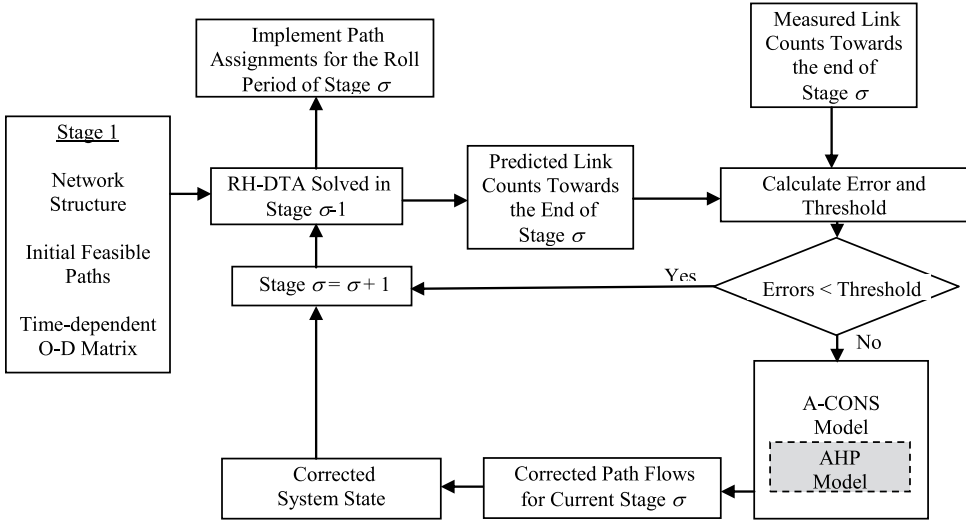 Implement Path
Assignments for the Roll
Period of Stage σ
Measured Link
Counts Towards
the end of
Stage σ
Stage 1
Network
Structure
Initial Feasible
Paths
Time-dependent
O-D Matrix
RH-DTA Solved in
Stage σ-1
Predicted Link
Counts Towards
the End of
Stage σ
Calculate Error and
Threshold
Stage σ = σ + 1
Yes
Errors < Threshold
No
A-CONS
Model
AHP
Model
Corrected Path Flows
for Current Stage σ
Corrected
System State